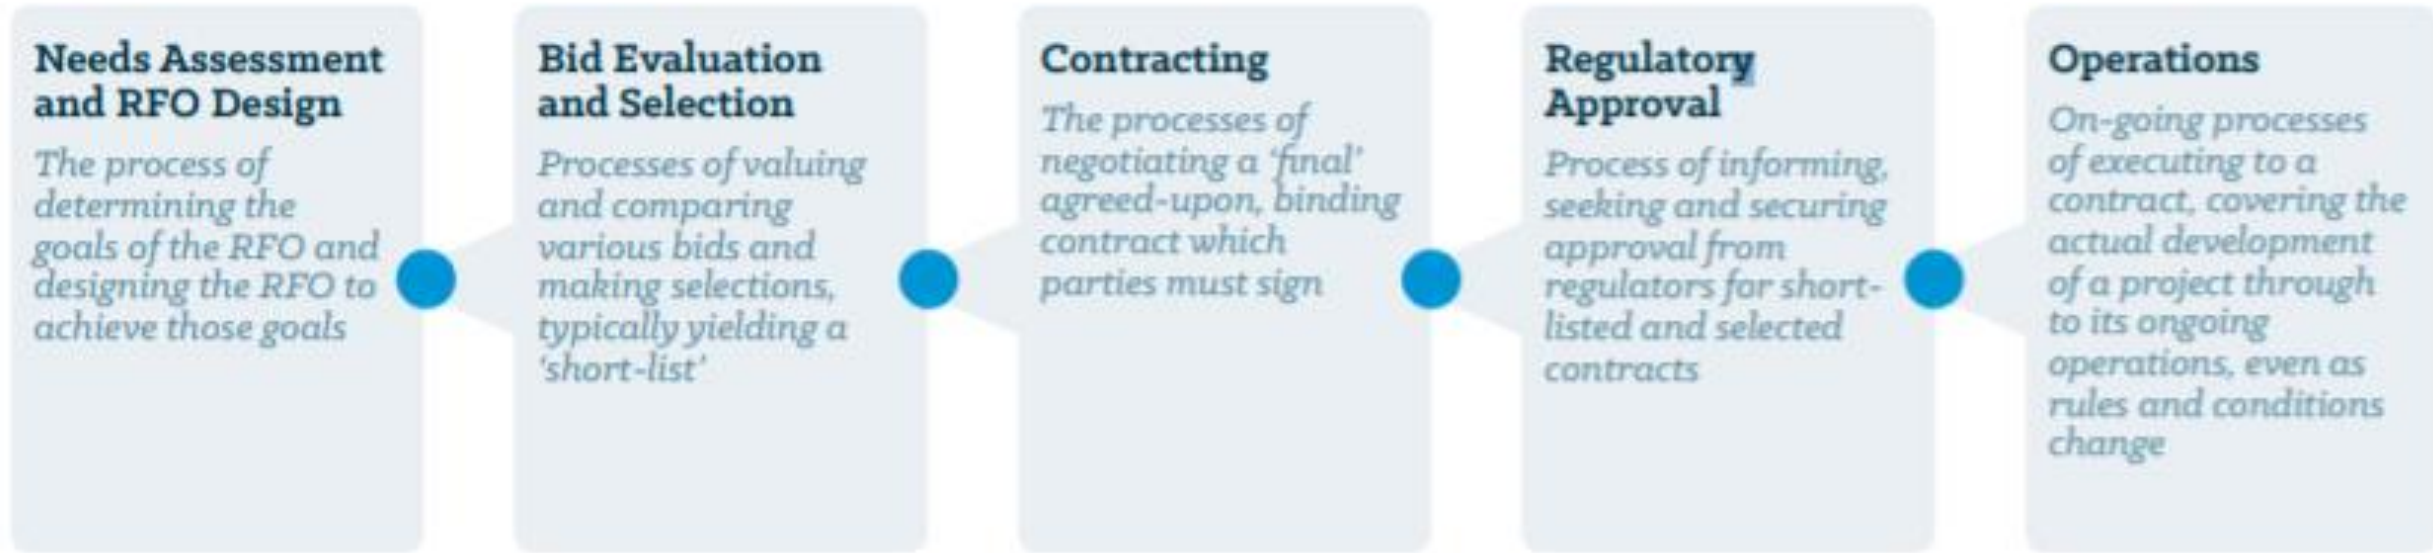 Needs Assessment
and RFO Design
The process of
determining the
goals of the RFO and
designing the RFO to
achieve those goals
Bid Evaluation
and Selection
Processes of valuing
and comparing
various bids and
making selections,
typically yielding a
‘short-list’
Contracting
The processes of
negotiating a ‘final’
agreed-upon, binding
contract which
parties must sign
Regulatory
Approval
Process of informing,
seeking and securing
approval from
regulators for short-
listed and selected
contracts
Operations
On-going processes
of executing to a
contract, covering the
actual development
of a project through
to its ongoing
operations, even as
rules and conditions
change